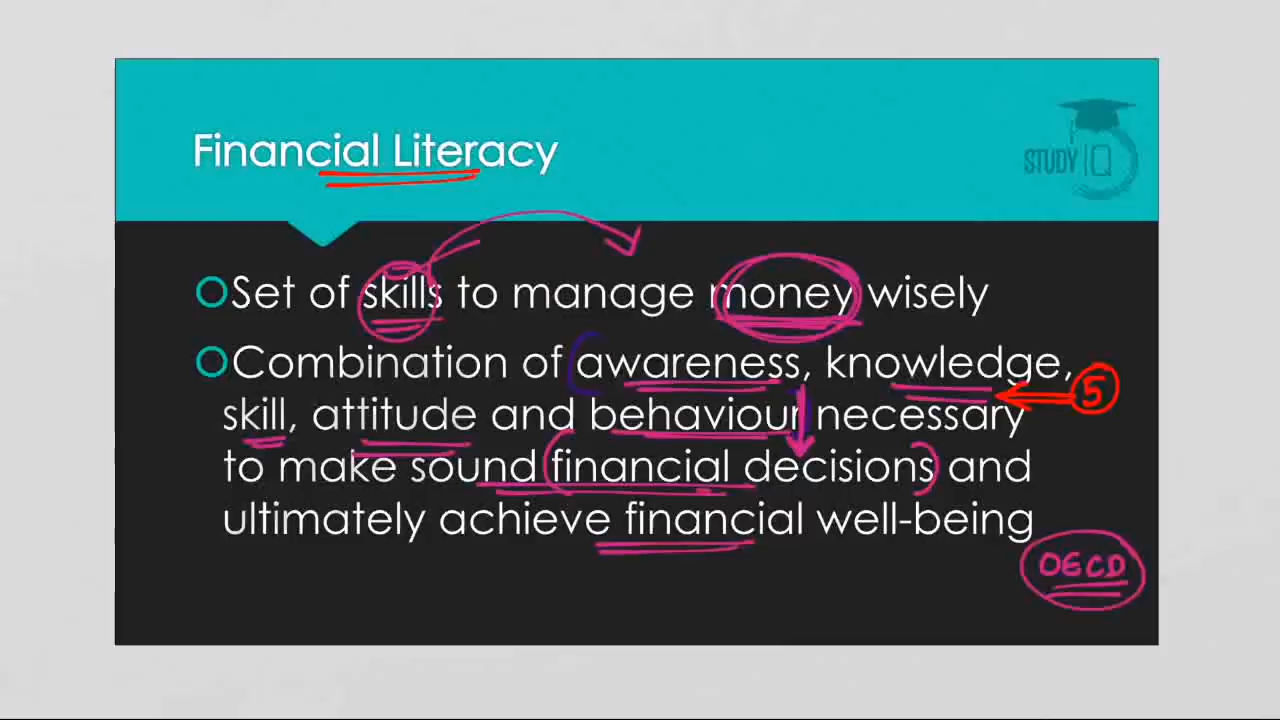 Financial Literacy
STUDY IQ
Set of skills to manage money wisely
Combination of awareness, knowledge,
5
skill, attitude and behaviour necessary
to make sound financial decisions and
ultimately achieve financial well-being
OECD